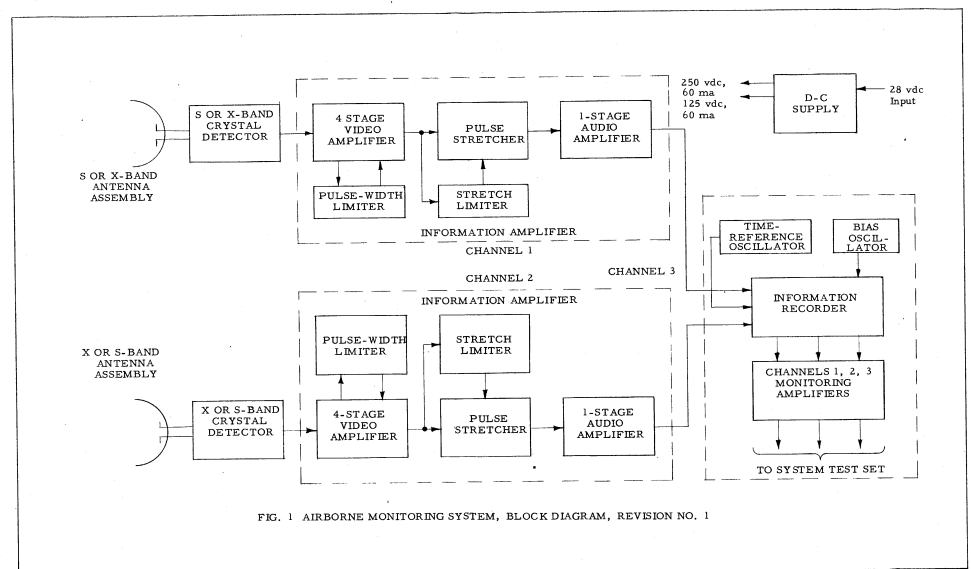 250 vdc,
60 ma
125 vdc,
60 ma
D-C
SUPPLY
28 vdc
Input
S OR X-BAND
CRYSTAL
DETECTOR
4 STAGE
VIDEO
AMPLIFIER
PULSE
STRETCHER
1-STAGE
AUDIO
AMPLIFIER
S OR X-BAND
ANTENNA
ASSEMBLY
PULSE-WIDTH
LIMITER
STRETCH
LIMITER
INFORMATION AMPLIFIER
CHANNEL 1
TIME-
REFERENCE
OSCILLATOR
BIAS
OSCIL-
LATOR
CHANNEL 2
CHANNEL 3
INFORMATION AMPLIFIER
INFORMATION
RECORDER
X OR S-BAND
ANTENNA
ASSEMBLY
PULSE-WIDTH
LIMITER
STRETCH
LIMITER
CHANNELS 1, 2, 3
MONITORING
AMPLIFIERS
X OR S-BAND
CRYSTAL
DETECTOR
4-STAGE
VIDEO
AMPLIFIER
PULSE
STRETCHER
1-STAGE
AUDIO
AMPLIFIER
TO SYSTEM TEST SET
FIG. 1 AIRBORNE MONITORING SYSTEM, BLOCK DIAGRAM, REVISION NO. 1